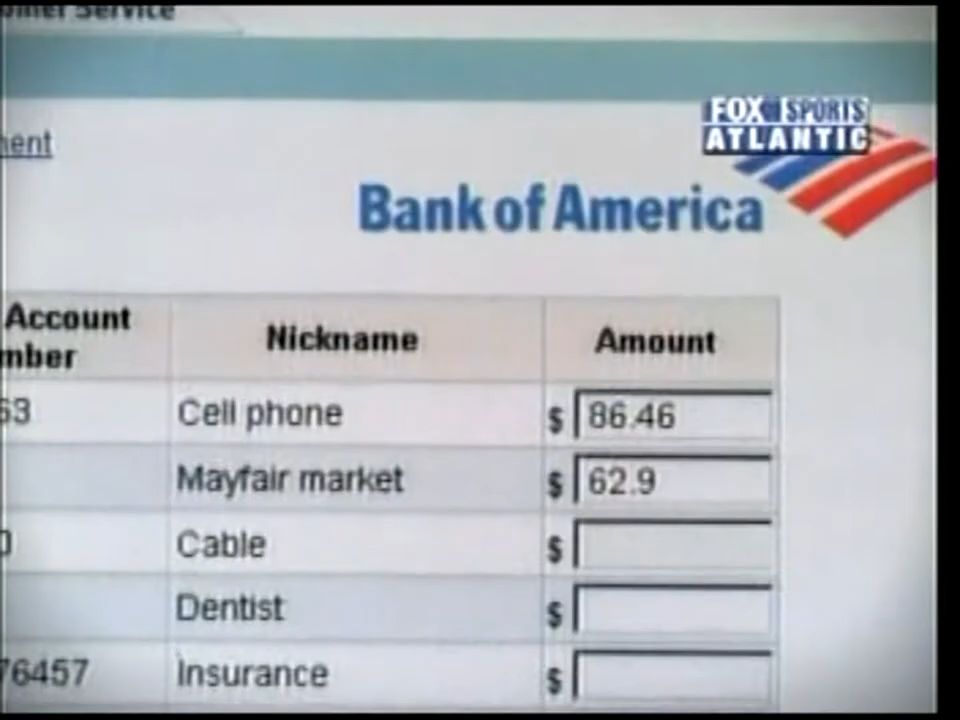 Service
FOX SPORTS
ATLANTIC
Bank of America
Account
Nickname
Amount
Cell phone
$ 86.46
Mayfair market
$ 62.9
Cable
$
Dentist
$
76457
Insurance
$